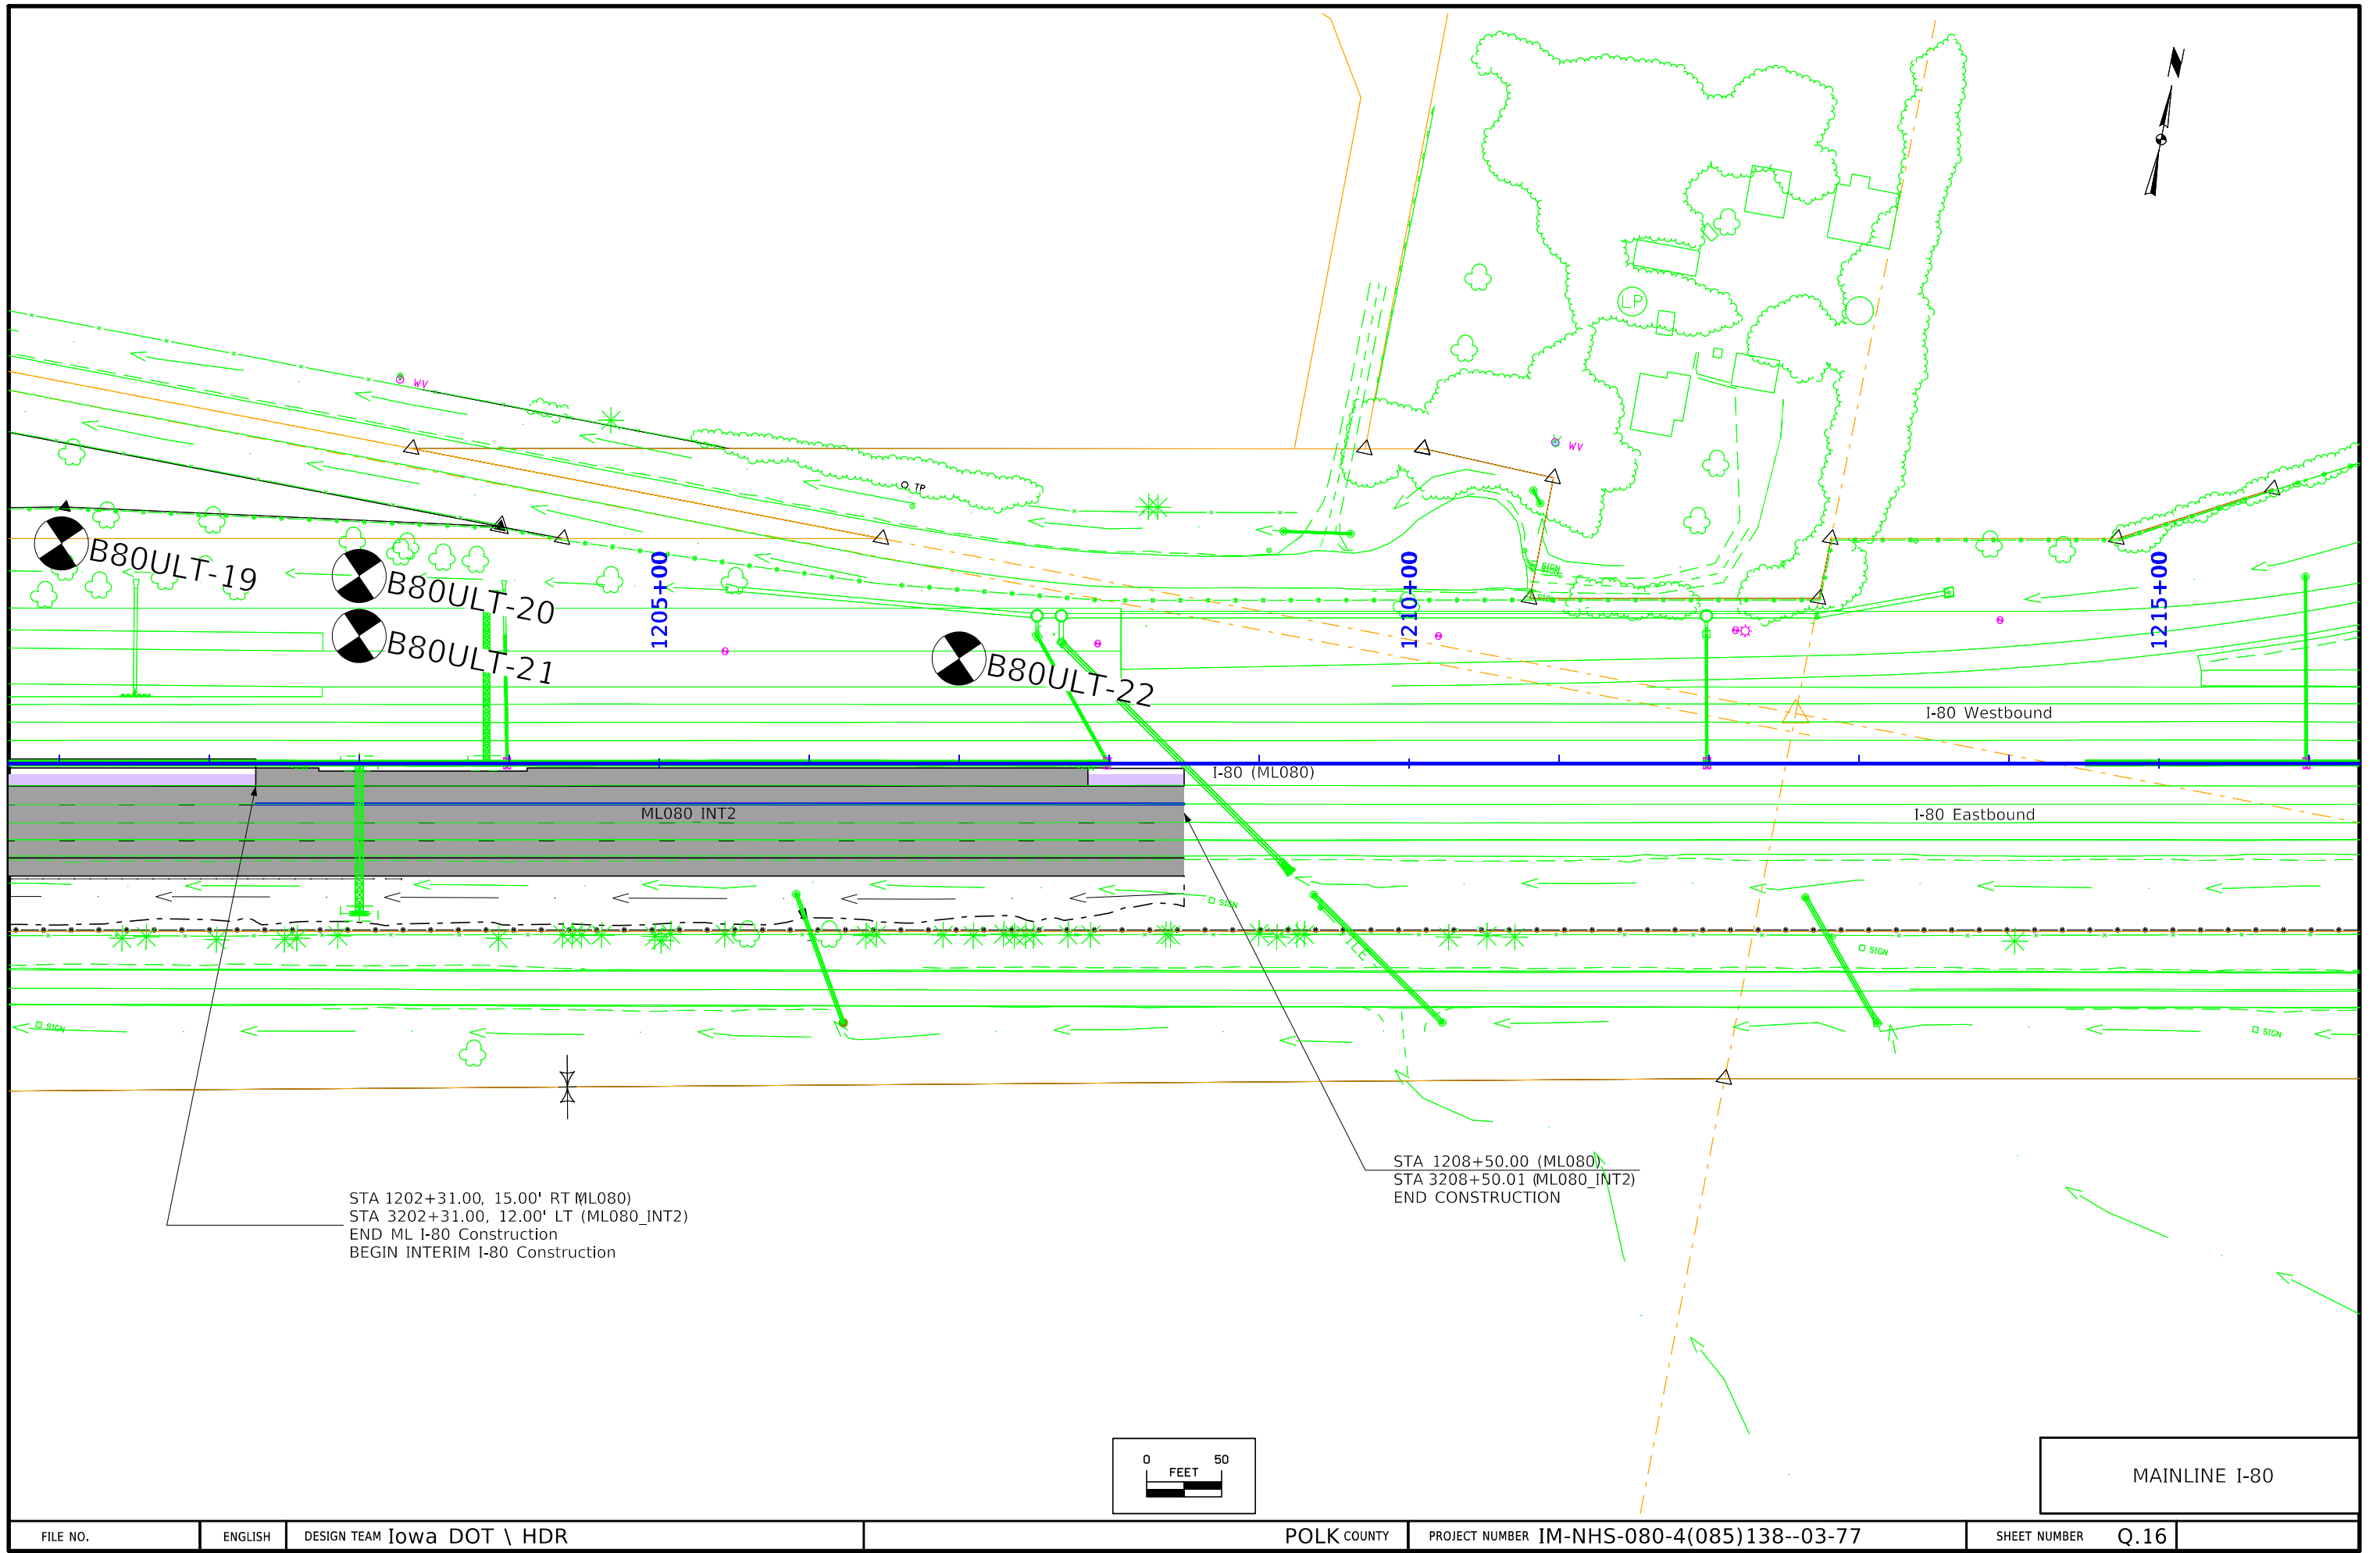 LP
WV
WV
TP
B80ULT-19
B80ULT-20
B80ULT-21
B80ULT-22
1205+00
1210+00
1215+00
SIGN
SIGN
I-80 Westbound
I-80 (ML080)
ML080_INT2
I-80 Eastbound
SIGN
SIGN
SIGN
SIGN
STA 1208+50.00 (ML080)
STA 3208+50.01 (ML080_INT2)
END CONSTRUCTION
STA 1202+31.00, 15.00' RT (ML080)
STA 3202+31.00, 12.00' LT (ML080_INT2)
END ML I-80 Construction
BEGIN INTERIM I-80 Construction
0 50
FEET
MAINLINE I-80
FILE NO. ENGLISH DESIGN TEAM Iowa DOT \ HDR POLK COUNTY PROJECT NUMBER IM-NHS-080-4(085)138--03-77 SHEET NUMBER Q.16